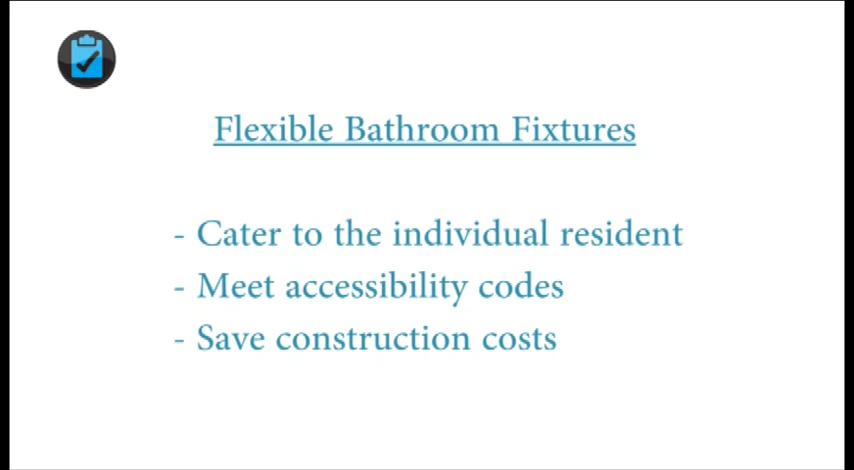 Flexible Bathroom Fixtures
- Cater to the individual resident
- Meet accessibility codes
- Save construction costs